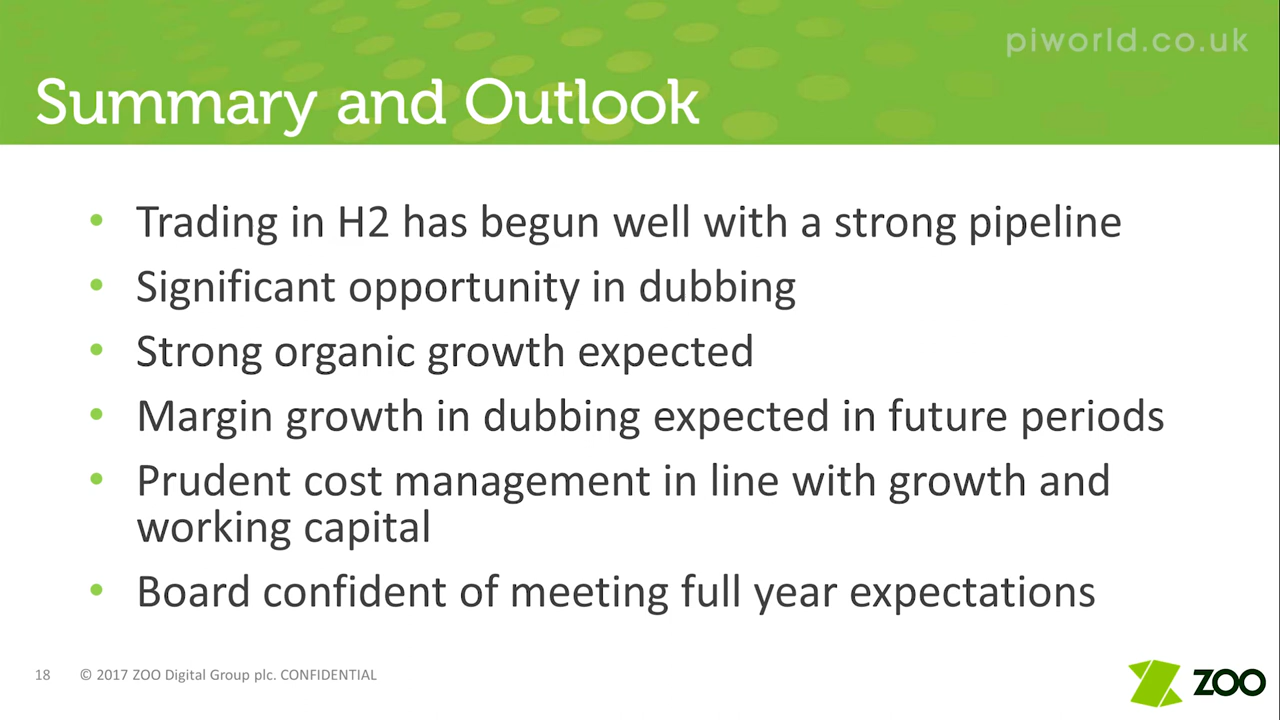 piworld.co.uk
Summary and Outlook
• Trading in H2 has begun well with a strong pipeline
• Significant opportunity in dubbing
• Strong organic growth expected
• Margin growth in dubbing expected in future periods
• Prudent cost management in line with growth and
working capital
• Board confident of meeting full year expectations
18 © 2017 ZOO Digital Group plc. CONFIDENTIAL
ZOO